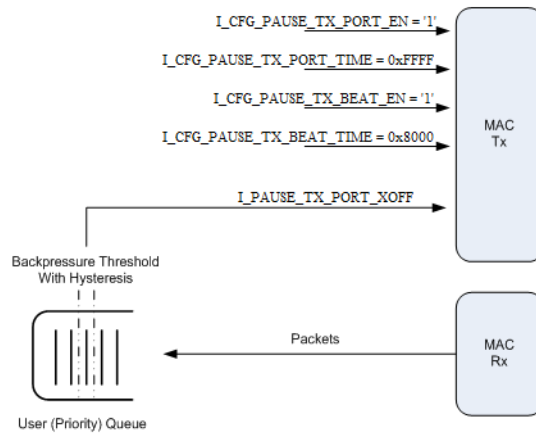 I_CFG_PAUSE_TX_PORT_EN = '1'
I_CFG_PAUSE_TX_PORT_TIME = 0xFFFF
I_CFG_PAUSE_TX_BEAT_EN = '1'
I_CFG_PAUSE_TX_BEAT_TIME = 0x8000
MAC
Tx
I_PAUSE_TX_PORT_XOFF
Backpressure Threshold
With Hysteresis
Packets
MAC
Rx
User (Priority) Queue